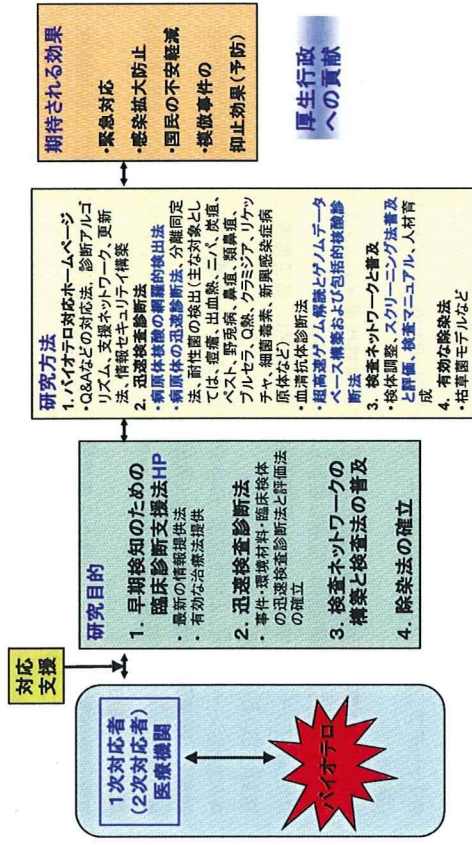 対応
支援
1次対応者
(2次対応者)
医療機関
バイオテロ
研究目的
1. 早期検知のための
臨床診断支援法HP
・ 最新の情報提供法
・ 有効な治療法提供
2. 迅速検査診断法
・ 事件・環境材料・臨床検体
の迅速検査診断法と評価法
の確立
3. 検査ネットワークの
構築と検査法の普及
4. 除染法の確立
研究方法
1. バイオテロ対応ホームページ
・Q&Aなどの対応法、診断アルゴ
リズム、支援ネットワーク、更新
法、情報セキュリティ構築
2. 迅速検査診断法
・病原体核酸の網羅的検出法
・病原体の迅速診断法、分離同定
法、耐性菌の検出(主な対象とし
ては、痘瘡、出血熱、ニパ、炭疽、
ペスト、野兎病、鼻疽、類鼻疽、
ブルセラ、Q熱、クラミジア、リケッ
チャ、細菌毒素、新興感染症病
原体など)
・血清抗体診断法
・超高速ゲノム解読とゲノムデータ
ベース構築および包括的核酸診
断法
3. 検査ネットワークと普及
・検体調整、スクリーニング法普及
と評価、検査マニュアル、人材育
成
4. 有効な除染法
・枯草菌モデルなど
期待される効果
・緊急対応
・感染拡大防止
・国民の不安軽減
・模倣事件の
抑止効果(予防)
厚生行政
への貢献